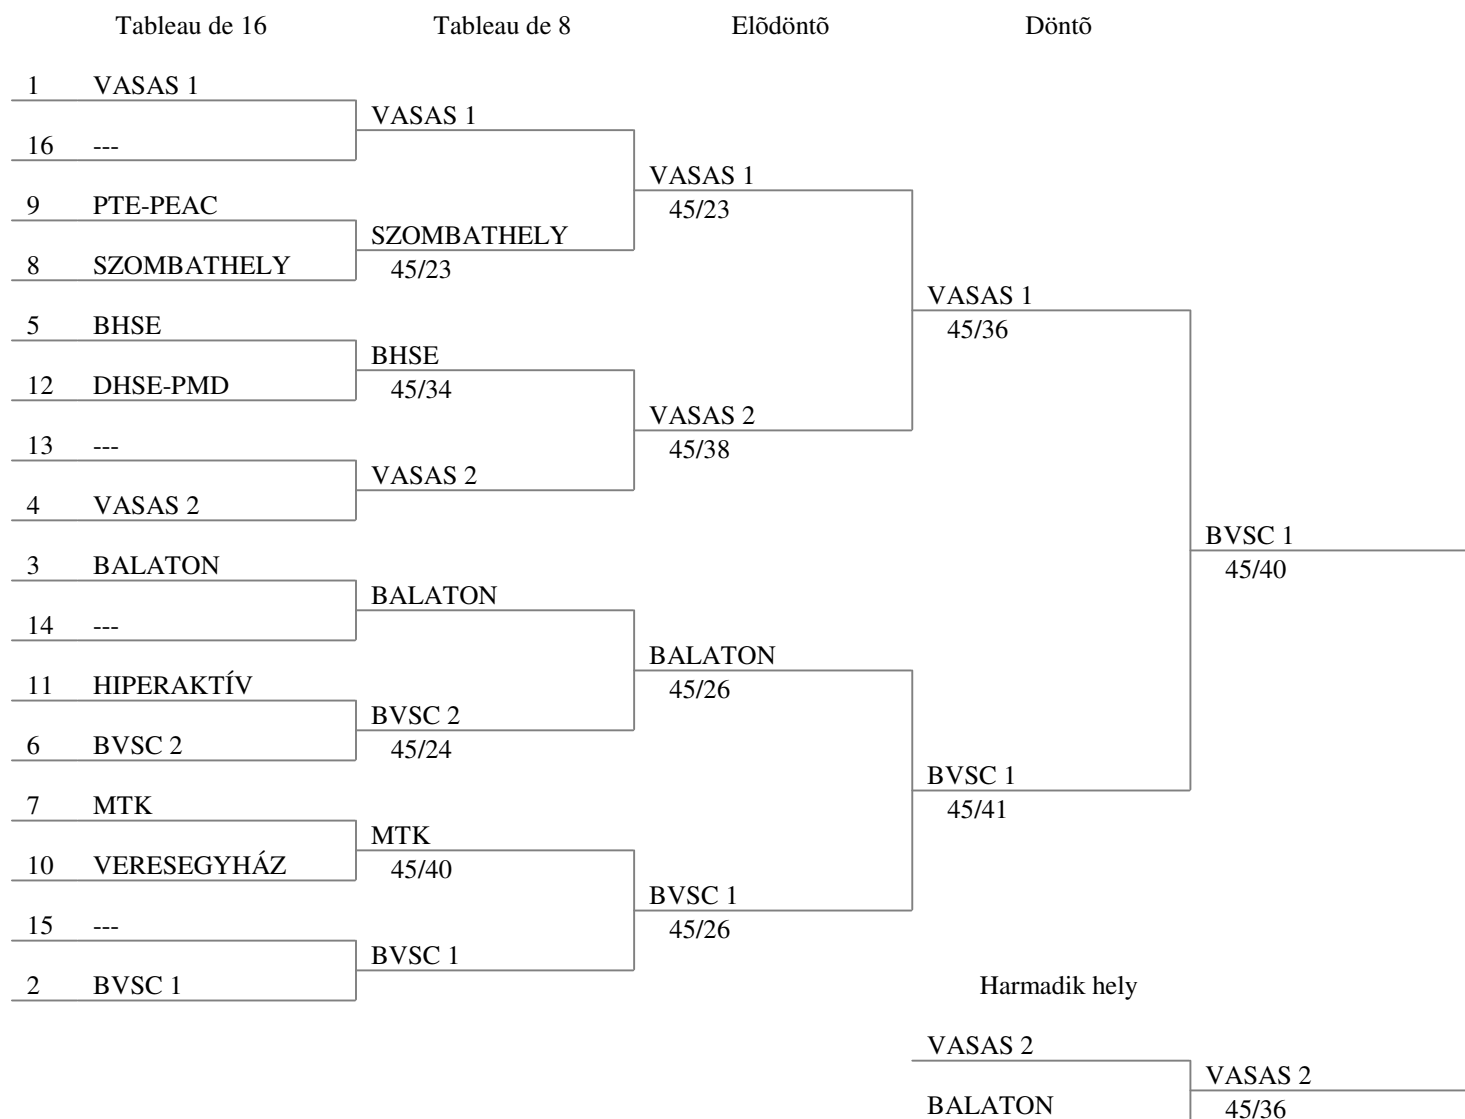 Tableau de 16 Tableau de 8 Elõdöntõ Döntõ
1 VASAS 1
VASAS 1
16 ---
VASAS 1
9 PTE-PEAC
45/23
SZOMBATHELY
8 SZOMBATHELY
45/23
VASAS 1
5 BHSE
45/36
BHSE
12 DHSE-PMD
45/34
VASAS 2
13 ---
45/38
VASAS 2
4 VASAS 2
BVSC 1
3 BALATON
45/40
BALATON
14 ---
BALATON
11 HIPERAKTÍV
45/26
BVSC 2
6 BVSC 2
45/24
BVSC 1
7 MTK
45/41
MTK
10 VERESEGYHÁZ
45/40
BVSC 1
15 ---
45/26
BVSC 1
2 BVSC 1
Harmadik hely
VASAS 2
VASAS 2
BALATON
45/36